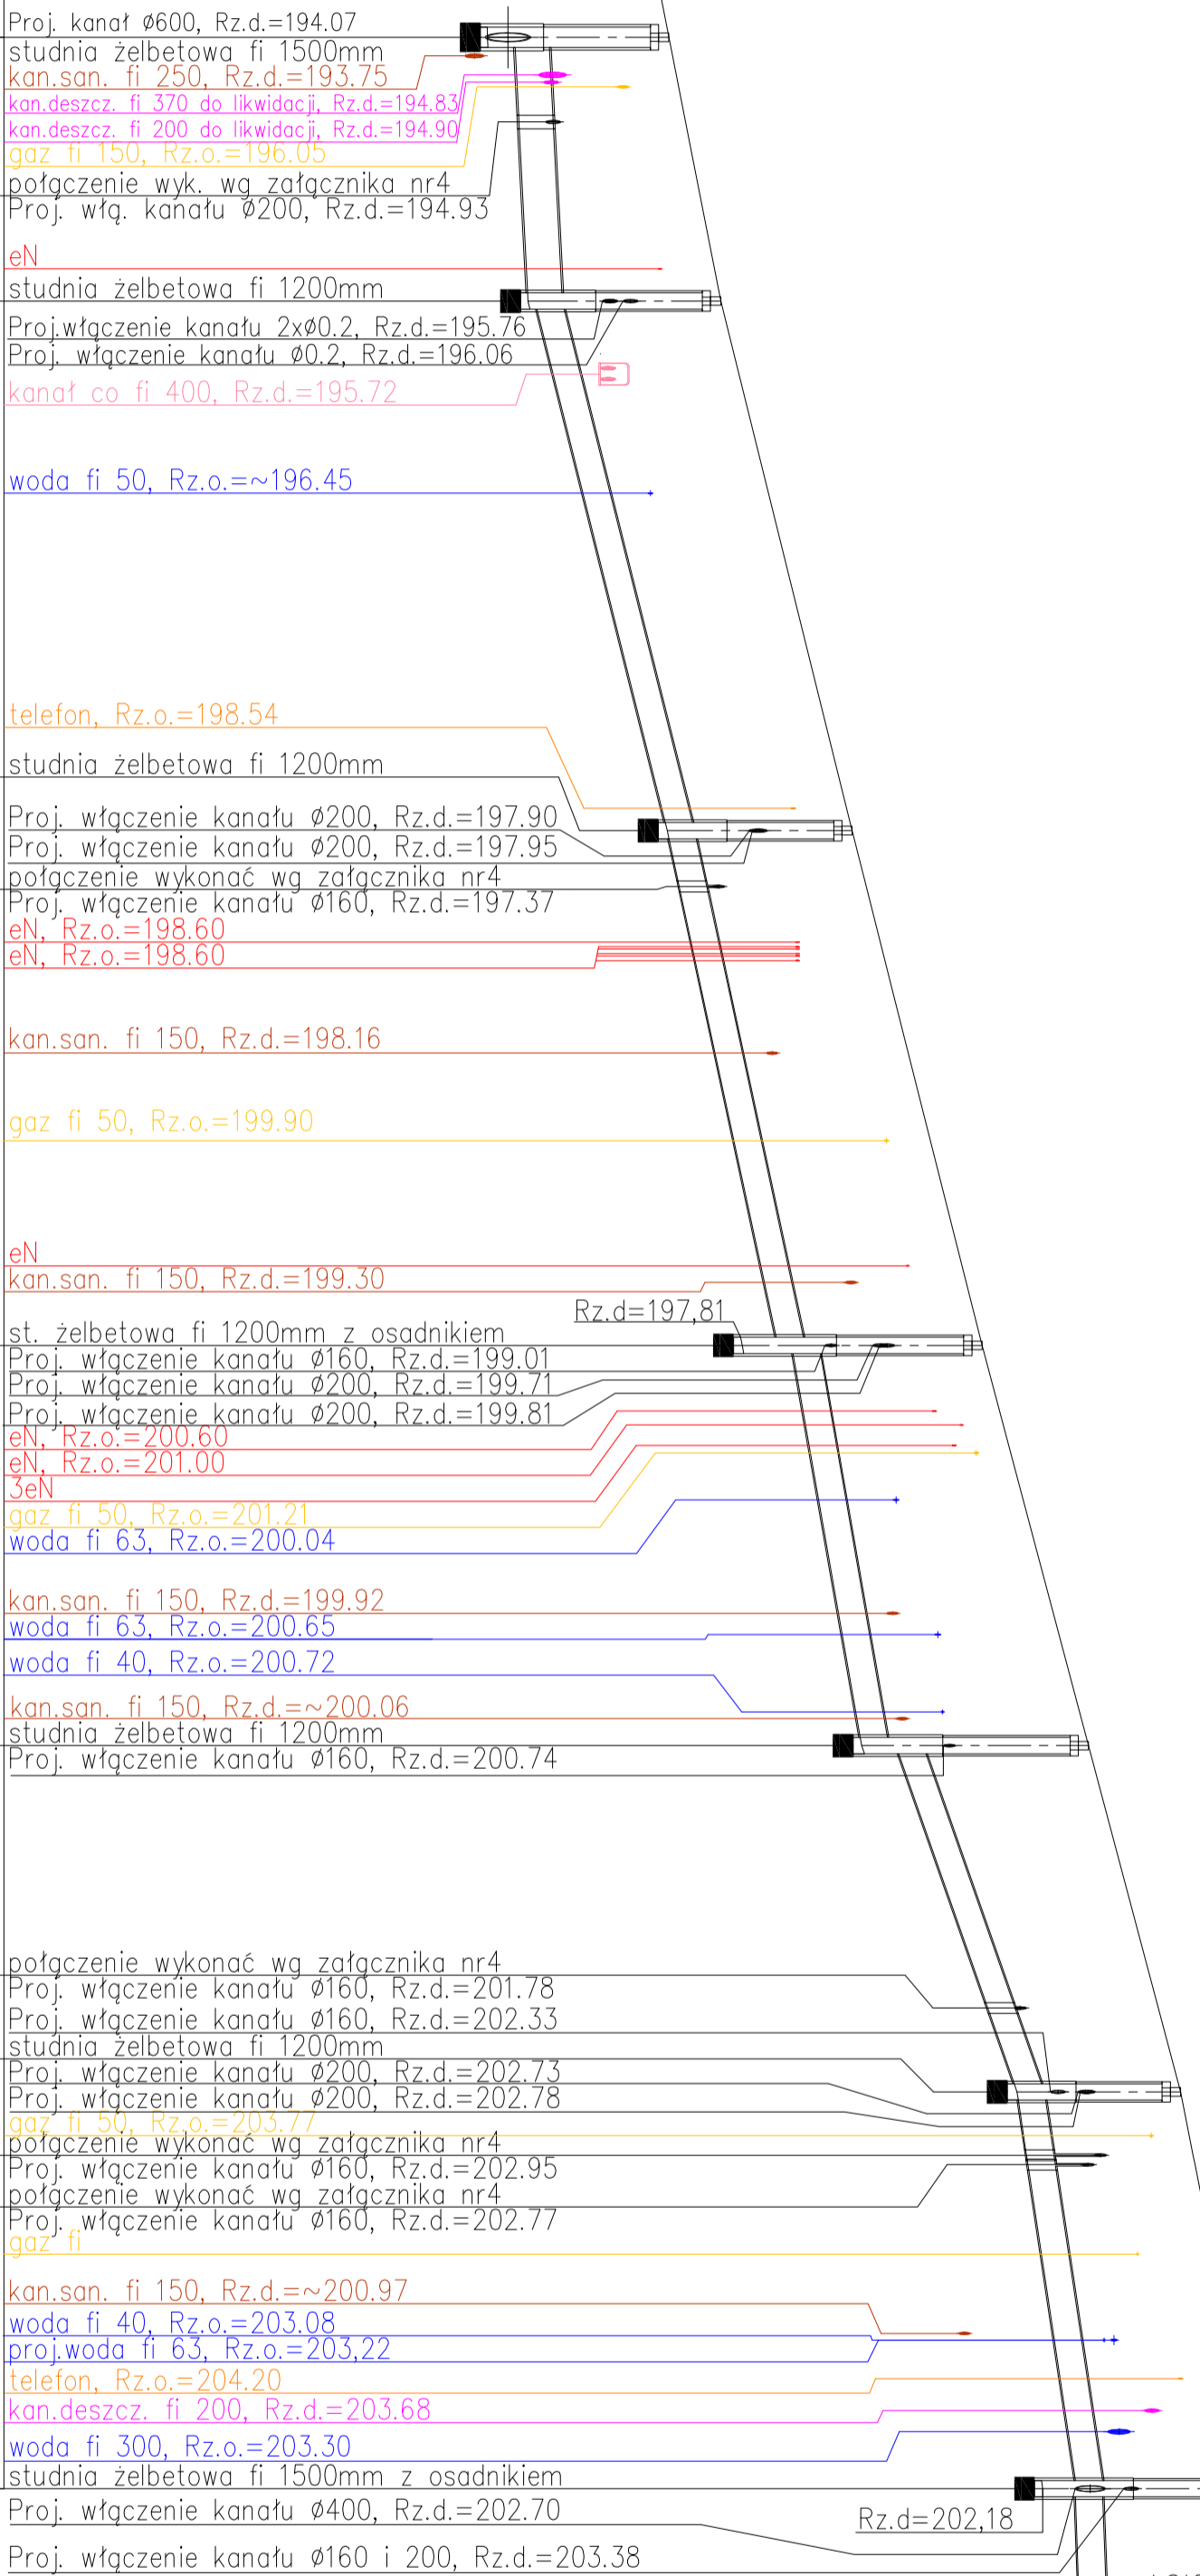 Proj. kanał Ø600, Rz.d.=194.07
studnia żelbetowa fi 1500mm
kan.san. fi 250, Rz.d.=193.75
kan.deszcz. fi 370 do likwidacji, Rz.d.=194.83
kan.deszcz. fi 200 do likwidacji, Rz.d.=194.90
gaz fi 150, Rz.o.=196.05
połączenie wyk. wg załącznika nr4
Proj. włą. kanału Ø200, Rz.d.=194.93
eN
studnia żelbetowa fi 1200mm
Proj.włączenie kanału 2xØ0.2, Rz.d.=195.76
Proj. włączenie kanału Ø0.2, Rz.d.=196.06
kanał co fi 400, Rz.d.=195.72
woda fi 50, Rz.o.=~196.45
telefon, Rz.o.=198.54
studnia żelbetowa fi 1200mm
Proj. włączenie kanału Ø200, Rz.d.=197.90
Proj. włączenie kanału Ø200, Rz.d.=197.95
połączenie wykonać wg załącznika nr4
Proj. włączenie kanału Ø160, Rz.d.=197.37
eN, Rz.o.=198.60
eN, Rz.o.=198.60
kan.san. fi 150, Rz.d.=198.16
gaz fi 50, Rz.o.=199.90
eN
kan.san. fi 150, Rz.d.=199.30
Rz.d=197,81
st. żelbetowa fi 1200mm z osadnikiem
Proj. włączenie kanału Ø160, Rz.d.=199.01
Proj. włączenie kanału Ø200, Rz.d.=199.71
Proj. włączenie kanału Ø200, Rz.d.=199.81
eN, Rz.o.=200.60
eN, Rz.o.=201.00
3eN
gaz fi 50, Rz.o.=201.21
woda fi 63, Rz.o.=200.04
kan.san. fi 150, Rz.d.=199.92
woda fi 63, Rz.o.=200.65
woda fi 40, Rz.o.=200.72
kan.san. fi 150, Rz.d.=~200.06
studnia żelbetowa fi 1200mm
Proj. włączenie kanału Ø160, Rz.d.=200.74
połączenie wykonać wg załącznika nr4
Proj. włączenie kanału Ø160, Rz.d.=201.78
Proj. włączenie kanału Ø160, Rz.d.=202.33
studnia żelbetowa fi 1200mm
Proj. włączenie kanału Ø200, Rz.d.=202.73
Proj. włączenie kanału Ø200, Rz.d.=202.78
gaz fi 50, Rz.o.=203.77
połączenie wykonać wg załącznika nr4
Proj. włączenie kanału Ø160, Rz.d.=202.95
połączenie wykonać wg załącznika nr4
Proj. włączenie kanału Ø160, Rz.d.=202.77
gaz fi
kan.san. fi 150, Rz.d.=~200.97
woda fi 40, Rz.o.=203.08
proj.woda fi 63, Rz.o.=203,22
telefon, Rz.o.=204.20
kan.deszcz. fi 200, Rz.d.=203.68
woda fi 300, Rz.o.=203.30
studnia żelbetowa fi 1500mm z osadnikiem
Proj. włączenie kanału Ø400, Rz.d.=202.70
Rz.d=202,18
Proj. włączenie kanału Ø160 i 200, Rz.d.=203.38